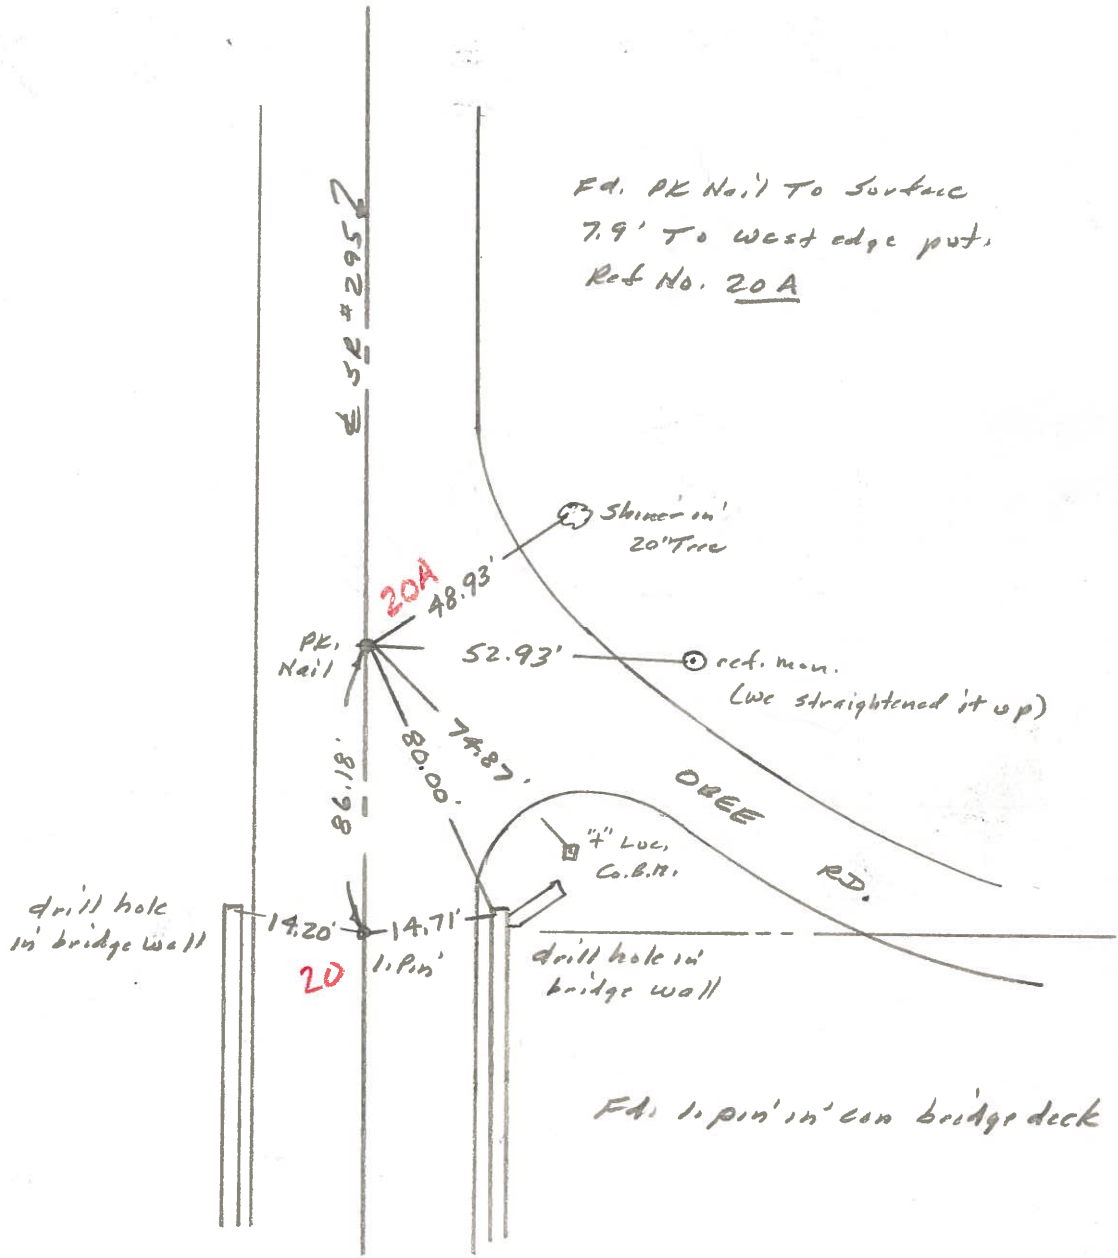 Fd. PK Nail To Surface
7.9' To west edge pvt.
Ref No. 20 A
℄ SR #295
Shiner in
20" Tree
20A
48.93'
PK.
Nail
52.93'
ref. mon.
(we straightened it up)
74.87'
80.00'
86.18'
OBEE
RD.
"+" Loc.
Co.B.M.
drill hole
in bridge wall
14.20'
14.71'
20
I.Pin
drill hole in
bridge wall
Fd. I.pin in con bridge deck